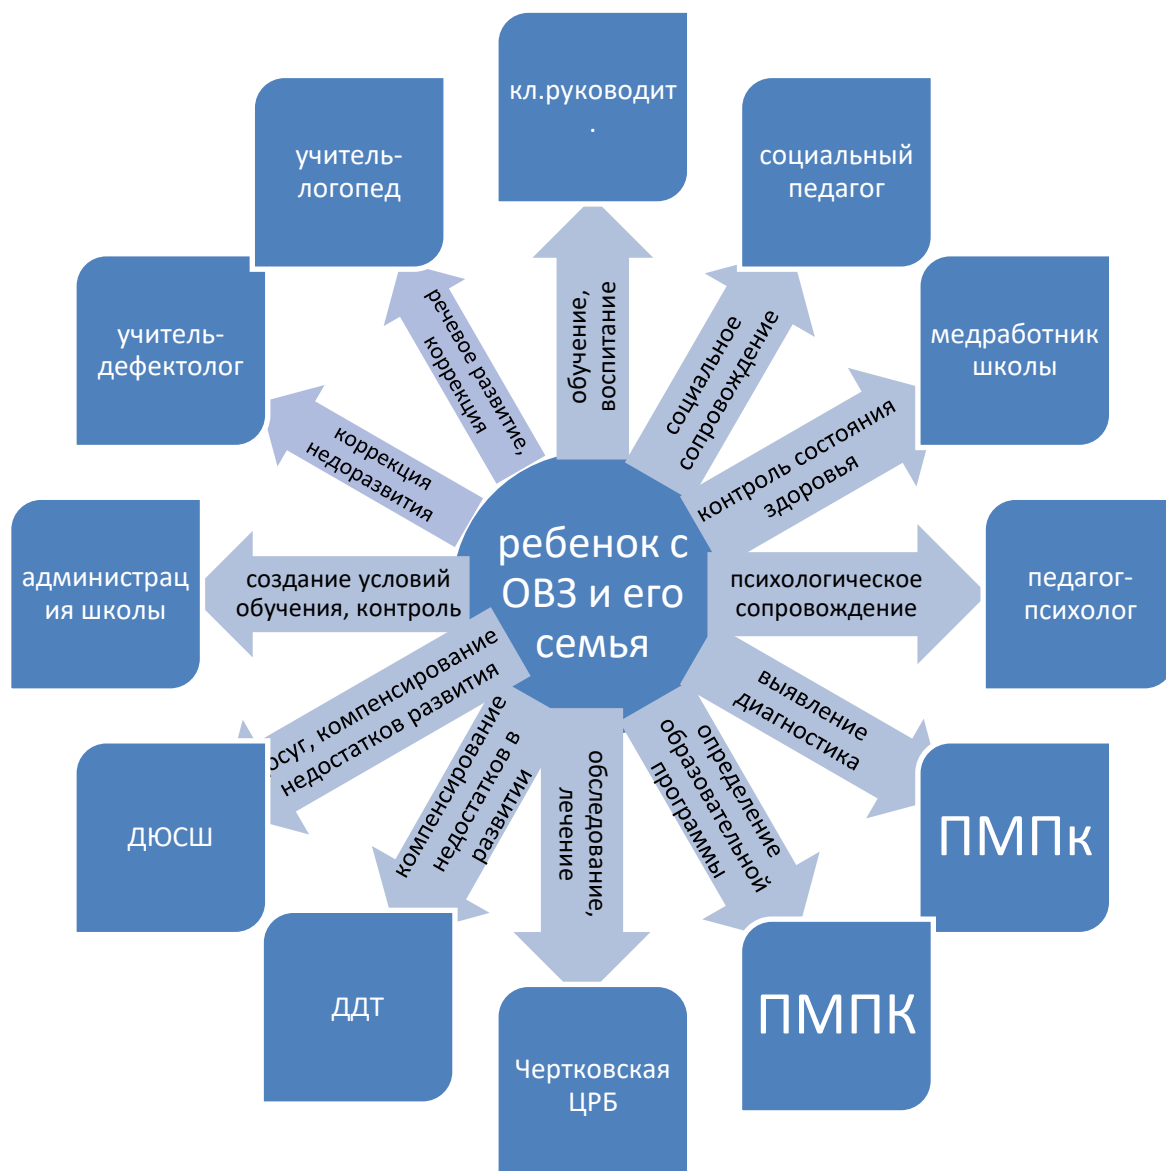 кл.руководит
.
социальный
педагог
медработник
школы
педагог-
психолог
ПМПк
ПМПК
Чертковская
ЦРБ
ДДТ
ДЮСШ
администрац
ия школы
учитель-
дефектолог
учитель-
логопед
обучение,
воспитание
социальное
сопровождение
контроль состояния
здоровья
психологическое
сопровождение
выявление
диагностика
определение
образовательной
программы
обследование,
лечение
компенсирование
недостатков в
развитии
осуг, компенсирование
недостатков развития
создание условий
обучения, контроль
коррекция
недоразвития
речевое развитие,
коррекция
ребенок с
ОВЗ и его
семья